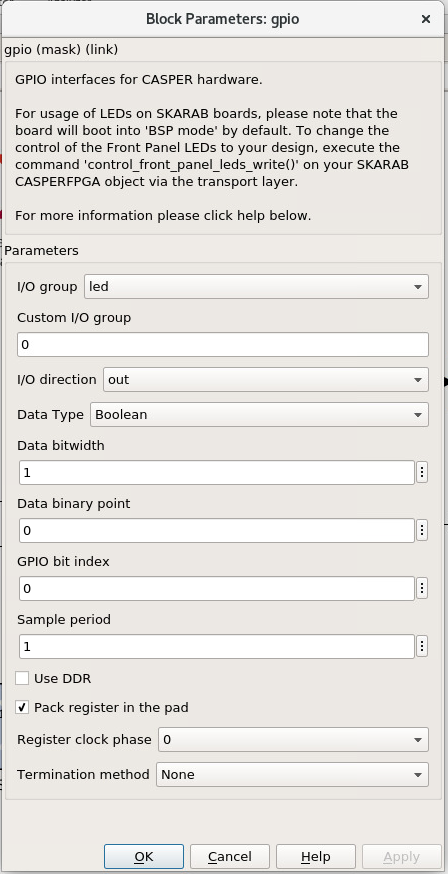 Block Parameters: gpio
gpio (mask) (link)
GPIO interfaces for CASPER hardware.
For usage of LEDs on SKARAB boards, please note that the
board will boot into 'BSP mode' by default. To change the
control of the Front Panel LEDs to your design, execute the
command 'control_front_panel_leds_write()' on your SKARAB
CASPERFPGA object via the transport layer.
For more information please click help below.
Parameters
I/O group led
Custom I/O group
0
I/O direction out
Data Type Boolean
Data bitwidth
1
Data binary point
0
GPIO bit index
0
Sample period
1
Use DDR
Pack register in the pad
Register clock phase 0
Termination method None
OK Cancel Help Apply